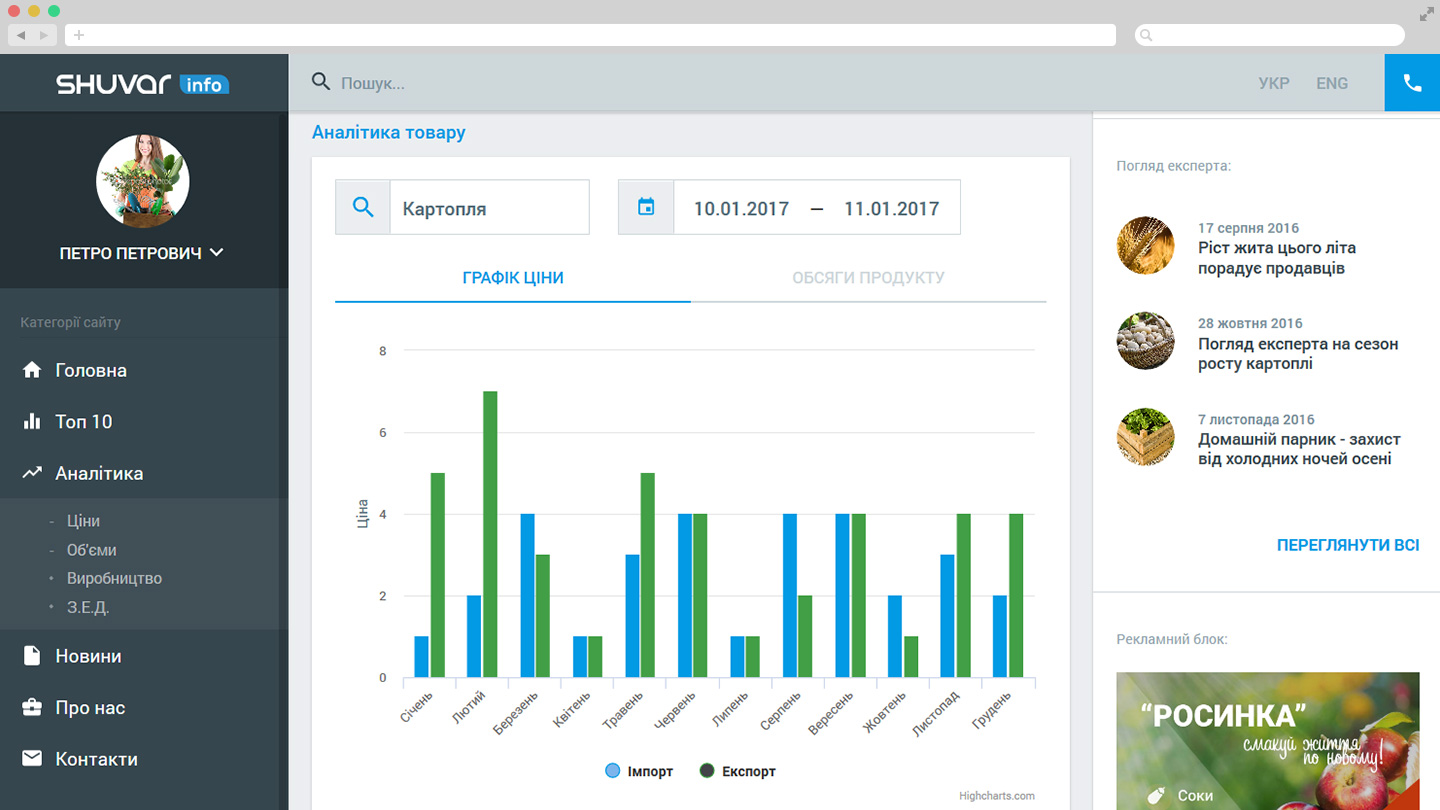 SHUVAR info
Пошук...
УКР
ENG
ПЕТРО ПЕТРОВИЧ
Категорії сайту
Головна
Топ 10
Аналітика
- Ціни
- Об'єми
• Виробництво
• З.Е.Д.
Новини
Про нас
Контакти
Аналітика товару
Картопля
10.01.2017 — 11.01.2017
ГРАФІК ЦІНИ
ОБСЯГИ ПРОДУКТУ
Ціна
8
6
4
2
0
Січень
Лютий
Березень
Квітень
Травень
Червень
Липень
Серпень
Вересень
Жовтень
Листопад
Грудень
Імпорт
Експорт
Highcharts.com
Погляд експерта:
17 серпня 2016
Ріст жита цього літа
порадує продавців
28 жовтня 2016
Погляд експерта на сезон
росту картоплі
7 листопада 2016
Домашній парник - захист
від холодних ночей осені
ПЕРЕГЛЯНУТИ ВСІ
Рекламний блок:
“РОСИНКА”
смакуй життя
по новому!
Соки